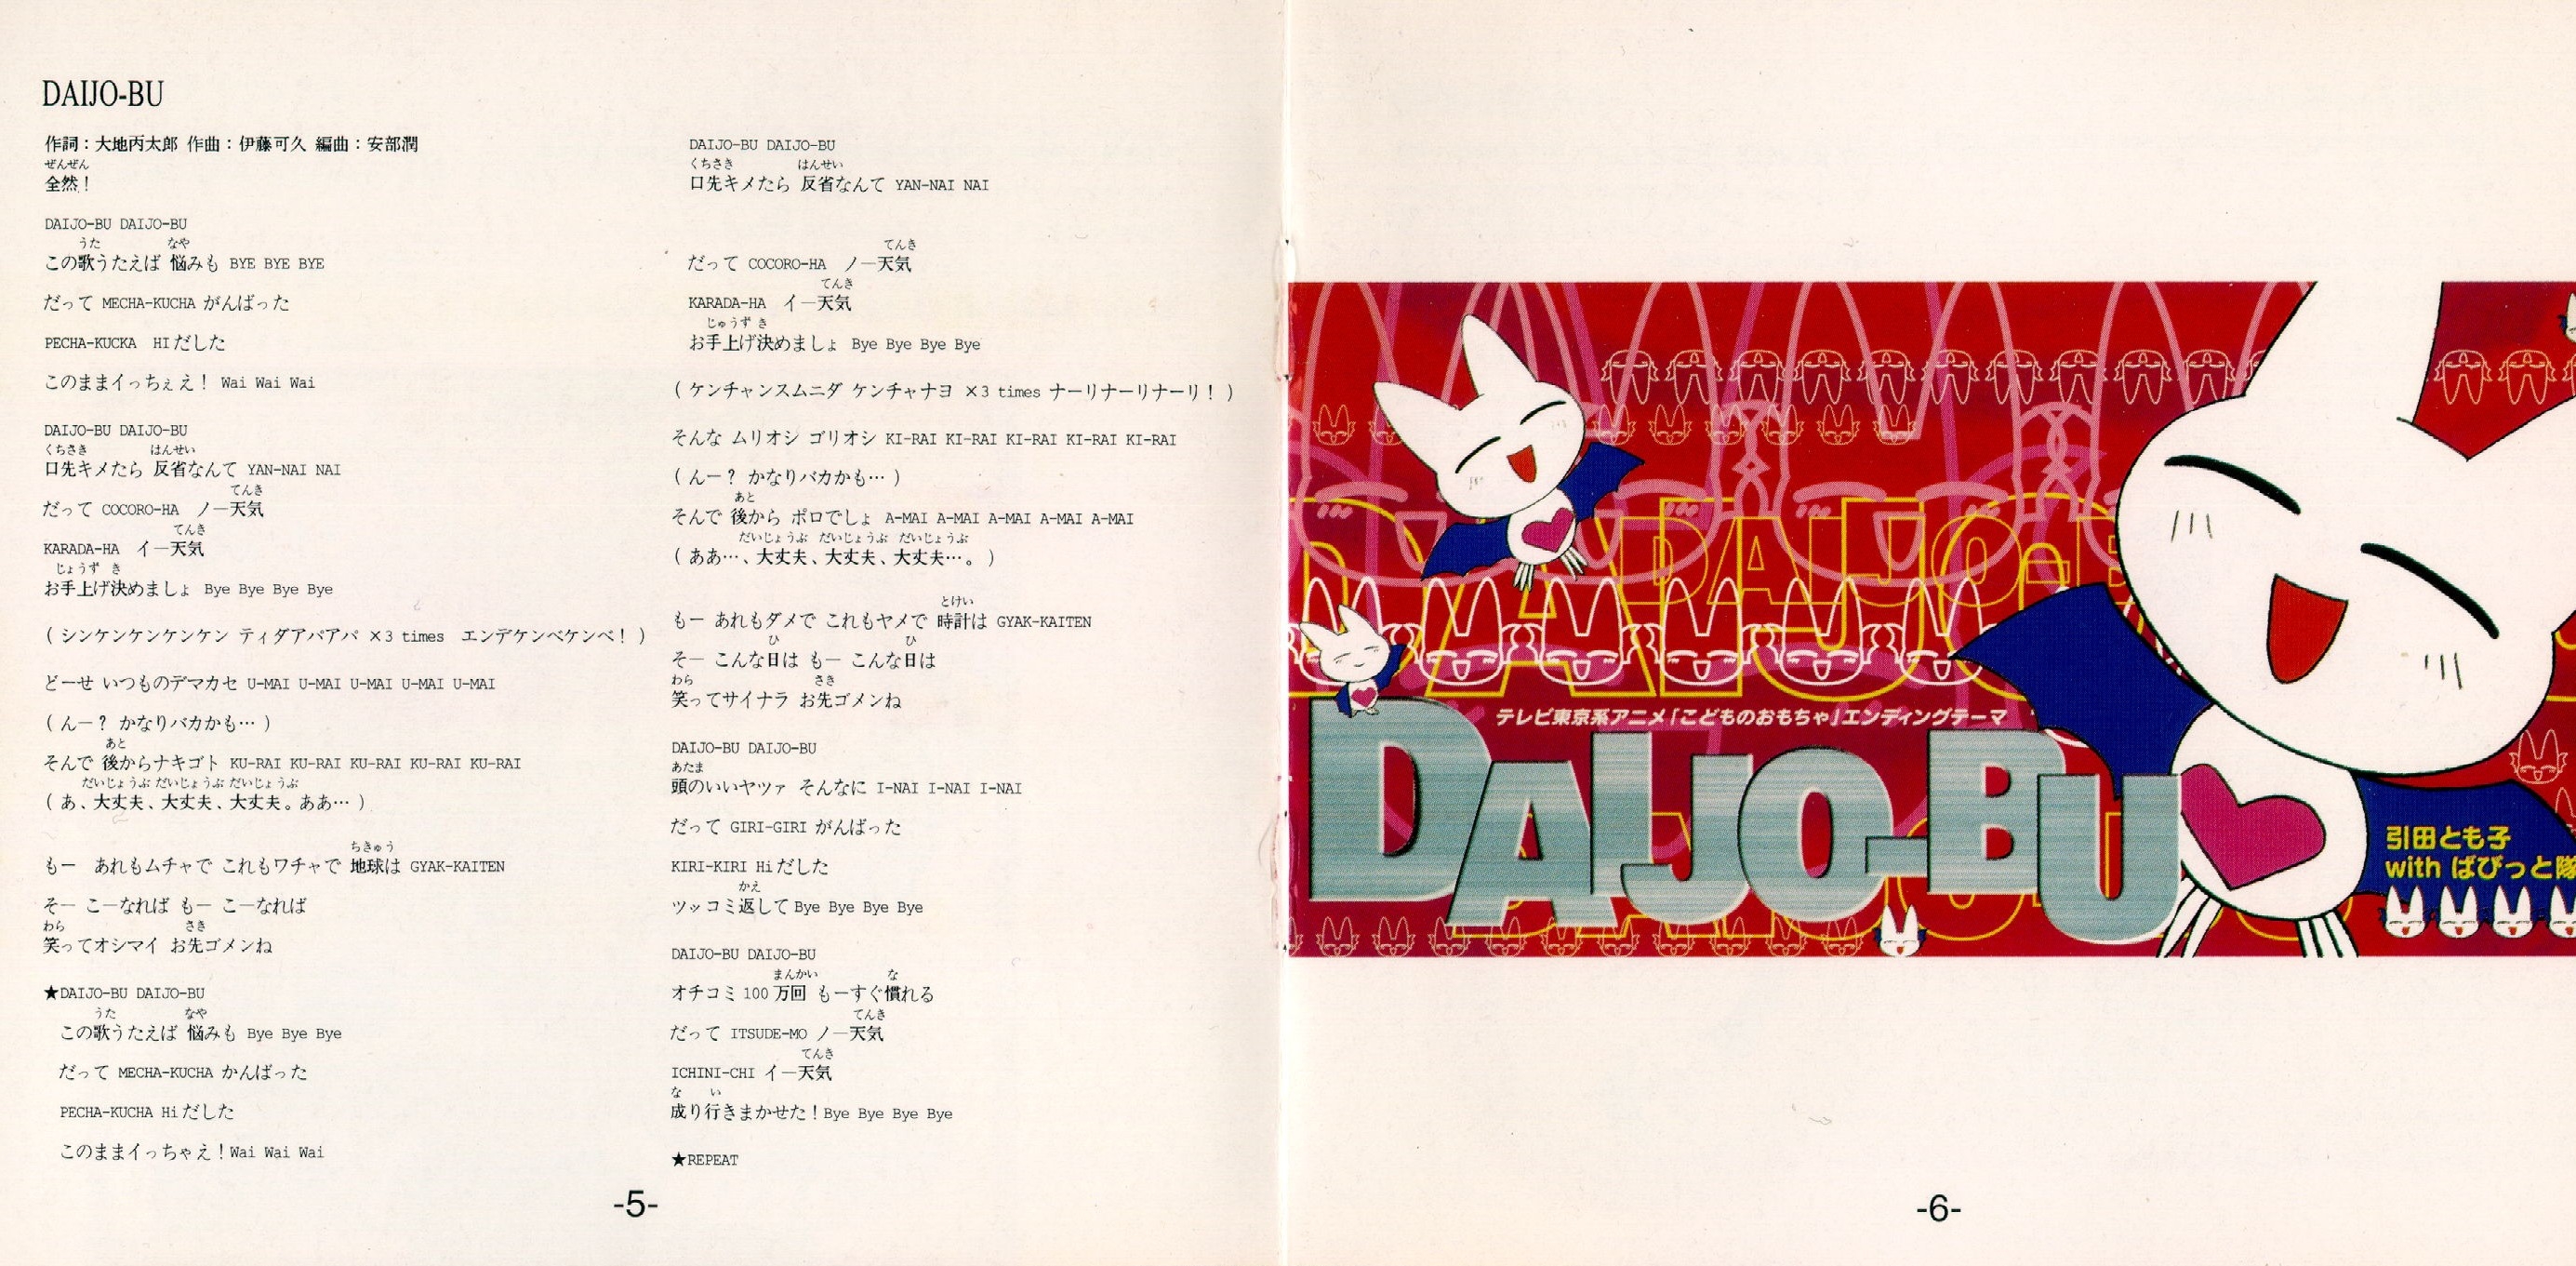 DAIJO-BU
作詞：大地丙太郎 作曲：伊藤可久 編曲：安部潤
ぜんぜん
全然！
DAIJO-BU DAIJO-BU
うた なや
この歌うたえば 悩みも BYE BYE BYE
だって MECHA-KUCHA がんばった
PECHA-KUCKA HIだした
このままイっちぇえ！ Wai Wai Wai
DAIJO-BU DAIJO-BU
くちさき はんせい
口先キメたら 反省なんて YAN-NAI NAI
てんき
だって COCORO-HA ノ―天気
てんき
KARADA-HA イ―天気
じょうず き
お手上げ決めましょ Bye Bye Bye Bye
( シンケンケンケンケン ティダアパアパ ×3 times エンデケンベケンベ！ )
どーせ いつものデマカセ U-MAI U-MAI U-MAI U-MAI U-MAI
( んー？ かなりバカかも… )
あと
そんで 後からナキゴト KU-RAI KU-RAI KU-RAI KU-RAI KU-RAI
だいじょうぶ だいじょうぶ だいじょうぶ
( あ、大丈夫、大丈夫、大丈夫。ああ… )
ちきゅう
もー あれもムチャで これもワチャで 地球は GYAK-KAITEN
そー こーなれば もー こーなれば
わら さき
笑ってオシマイ お先ゴメンね
★DAIJO-BU DAIJO-BU
うた なや
この歌うたえば 悩みも Bye Bye Bye
だって MECHA-KUCHA かんばった
PECHA-KUCHA Hiだした
このままイっちゃえ！Wai Wai Wai
DAIJO-BU DAIJO-BU
くちさき はんせい
口先キメたら 反省なんて YAN-NAI NAI
てんき
だって COCORO-HA ノ―天気
てんき
KARADA-HA イ―天気
じゅうず き
お手上げ決めましょ Bye Bye Bye Bye
( ケンチャンスムニダ ケンチャナヨ ×3 times ナーリナーリナーリ！ )
そんな ムリオシ ゴリオシ KI-RAI KI-RAI KI-RAI KI-RAI KI-RAI
( んー？ かなりバカかも… )
あと
そんで 後から ボロでしょ A-MAI A-MAI A-MAI A-MAI A-MAI
だいじょうぶ だいじょうぶ だいじょうぶ
( ああ…、大丈夫、大丈夫、大丈夫…。 )
とけい
もー あれもダメで これもヤメで 時計は GYAK-KAITEN
ひ ひ
そー こんな日は もー こんな日は
わら さき
笑ってサイナラ お先ゴメンね
DAIJO-BU DAIJO-BU
あたま
頭のいいヤツァ そんなに I-NAI I-NAI I-NAI
だって GIRI-GIRI がんばった
KIRI-KIRI Hiだした
かえ
ツッコミ返して Bye Bye Bye Bye
DAIJO-BU DAIJO-BU
まんかい な
オチコミ 100 万回 もーすぐ慣れる
てんき
だって ITSUDE-MO ノ―天気
てんき
ICHINI-CHI イ―天気
な い
成り行きまかせた！Bye Bye Bye Bye
★REPEAT
-5-
DAIJO-B
テレビ東京系アニメ｢こどものおもちゃ｣エンディングテーマ
DAIJO-BU
引田とも子
with ばびっと隊
-6-